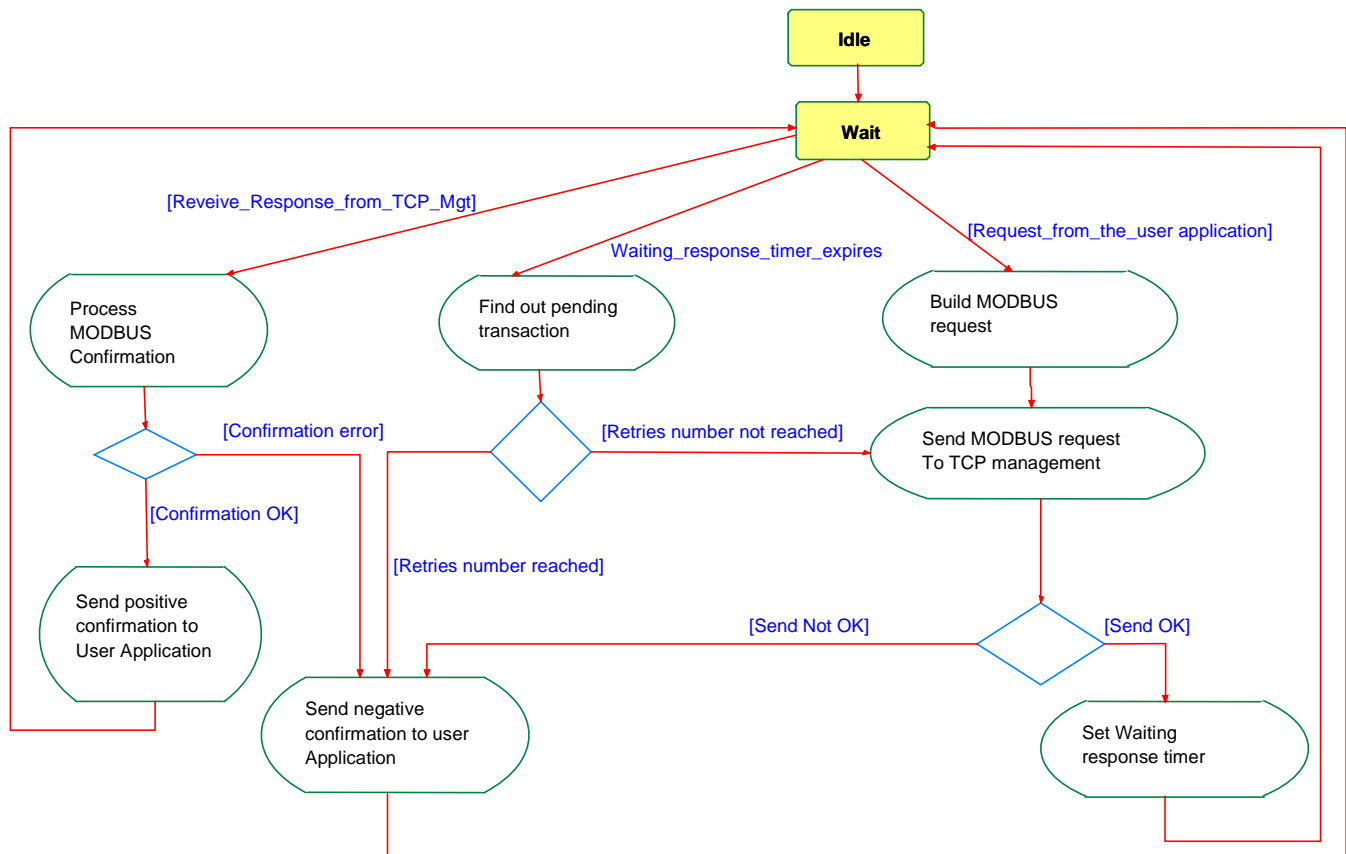 Idle
Wait
[Reveive_Response_from_TCP_Mgt]
[Request_from_the_user application]
Waiting_response_timer_expires
Process
MODBUS
Confirmation
Find out pending
transaction
Build MODBUS
request
[Confirmation error]
[Retries number not reached]
Send MODBUS request
To TCP management
[Confirmation OK]
[Retries number reached]
Send positive
confirmation to
User Application
[Send Not OK]
[Send OK]
Send negative
confirmation to user
Application
Set Waiting
response timer